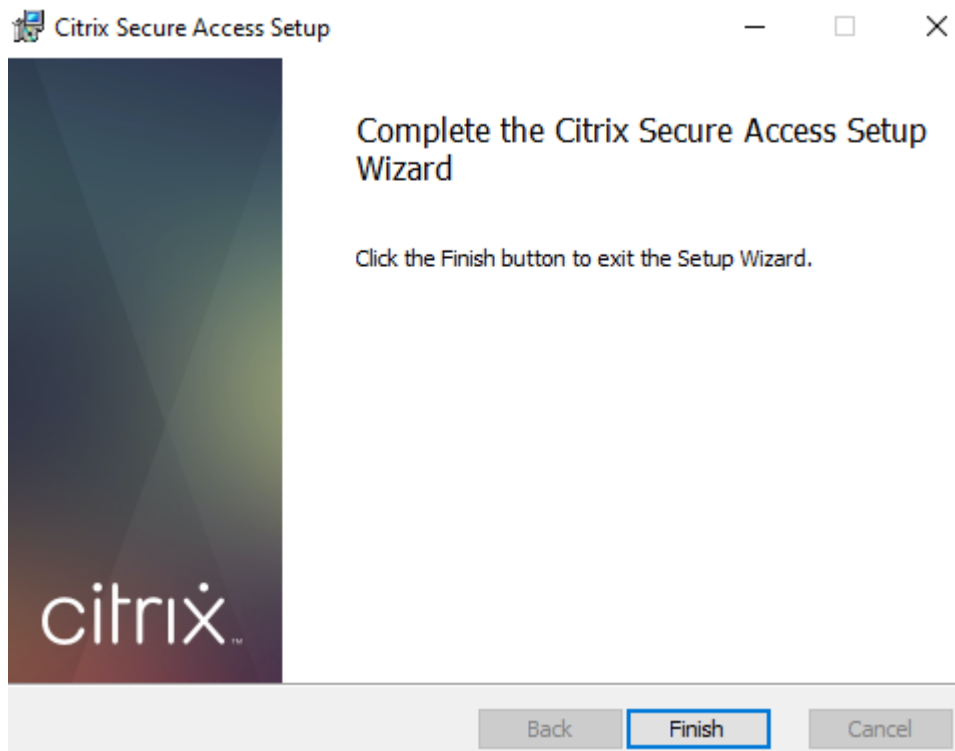 Citrix Secure Access Setup
Complete the Citrix Secure Access Setup
Wizard
Click the Finish button to exit the Setup Wizard.
citrix™
Back
Finish
Cancel